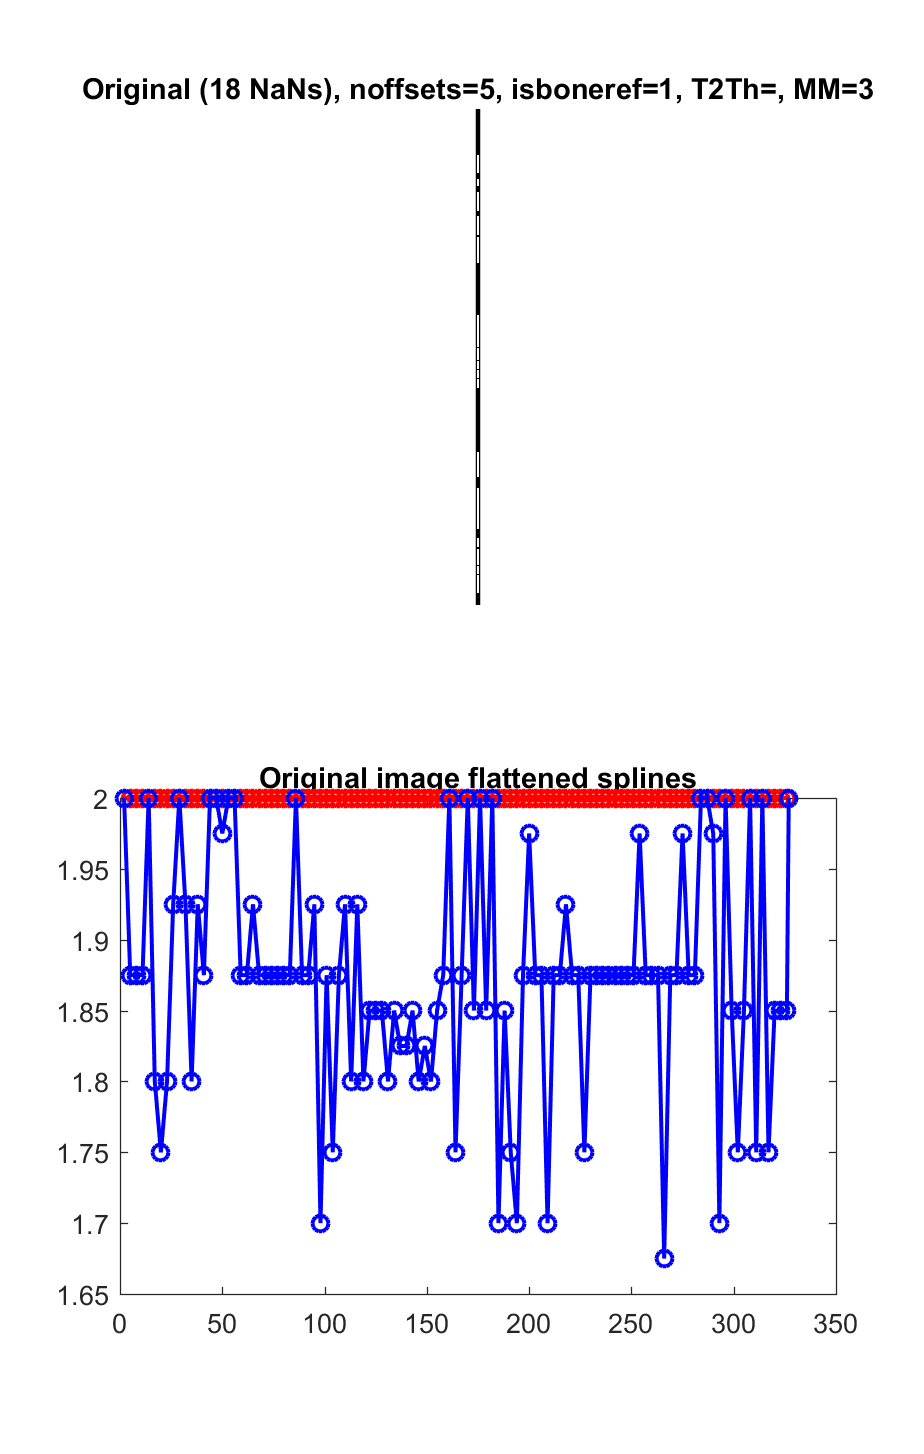 Original (18 NaNs), noffsets=5, isboneref=1, T2Th=, MM=3
Original image flattened splines
2
1.95
1.9
1.85
1.8
1.75
1.7
1.65
0 50 100 150 200 250 300 350